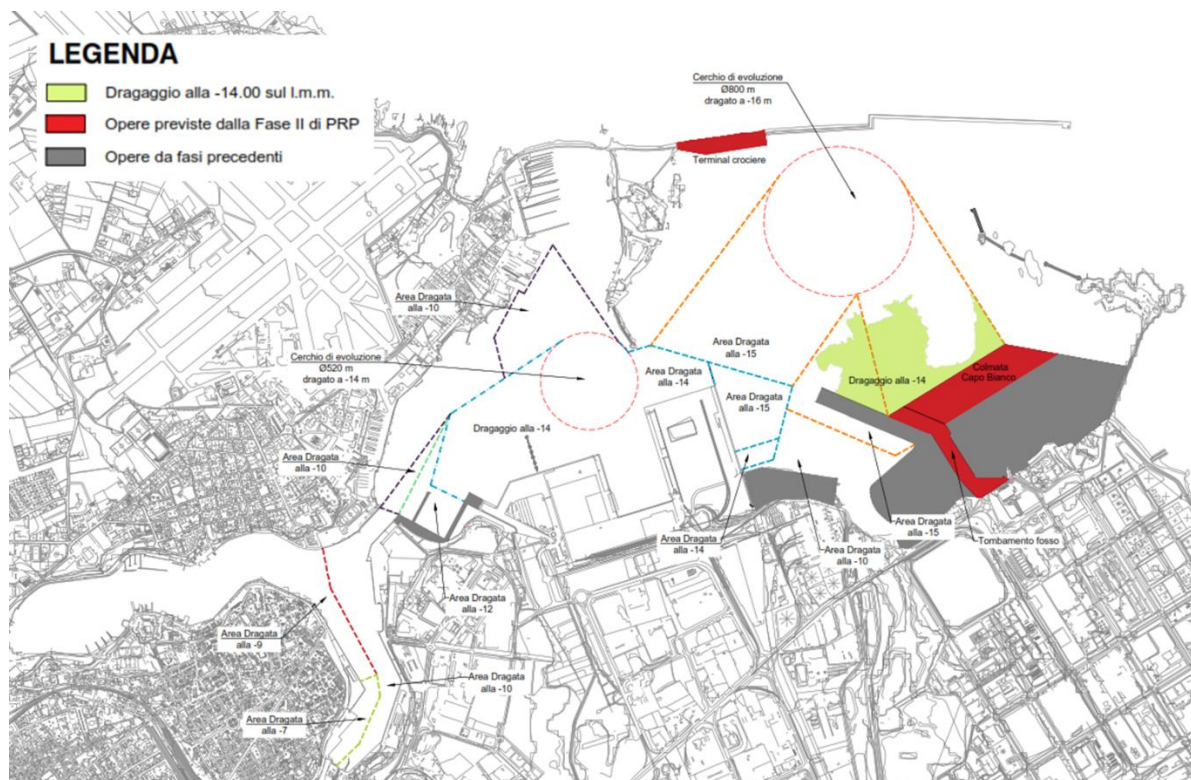 LEGENDA
Dragaggio alla -14.00 sul l.m.m.
Opere previste dalla Fase II di PRP
Opere da fasi precedenti
Cerchio di evoluzione
Ø800 m
dragato a -16 m
Terminal crociere
Area Dragata
alla -10
Cerchio di evoluzione
Ø520 m
dragato a -14 m
Area Dragata
alla -15
Area Dragata
alla -14
Area Dragata
alla -15
Dragaggio alla -14
Colmata
Capo Bianco
Dragaggio alla -14
Area Dragata
alla -10
Area Dragata
alla -15
Area Dragata
alla -14
Tombamento fosso
Area Dragata
alla -10
Area Dragata
alla -12
Area Dragata
alla -9
Area Dragata
alla -10
Area Dragata
alla -7